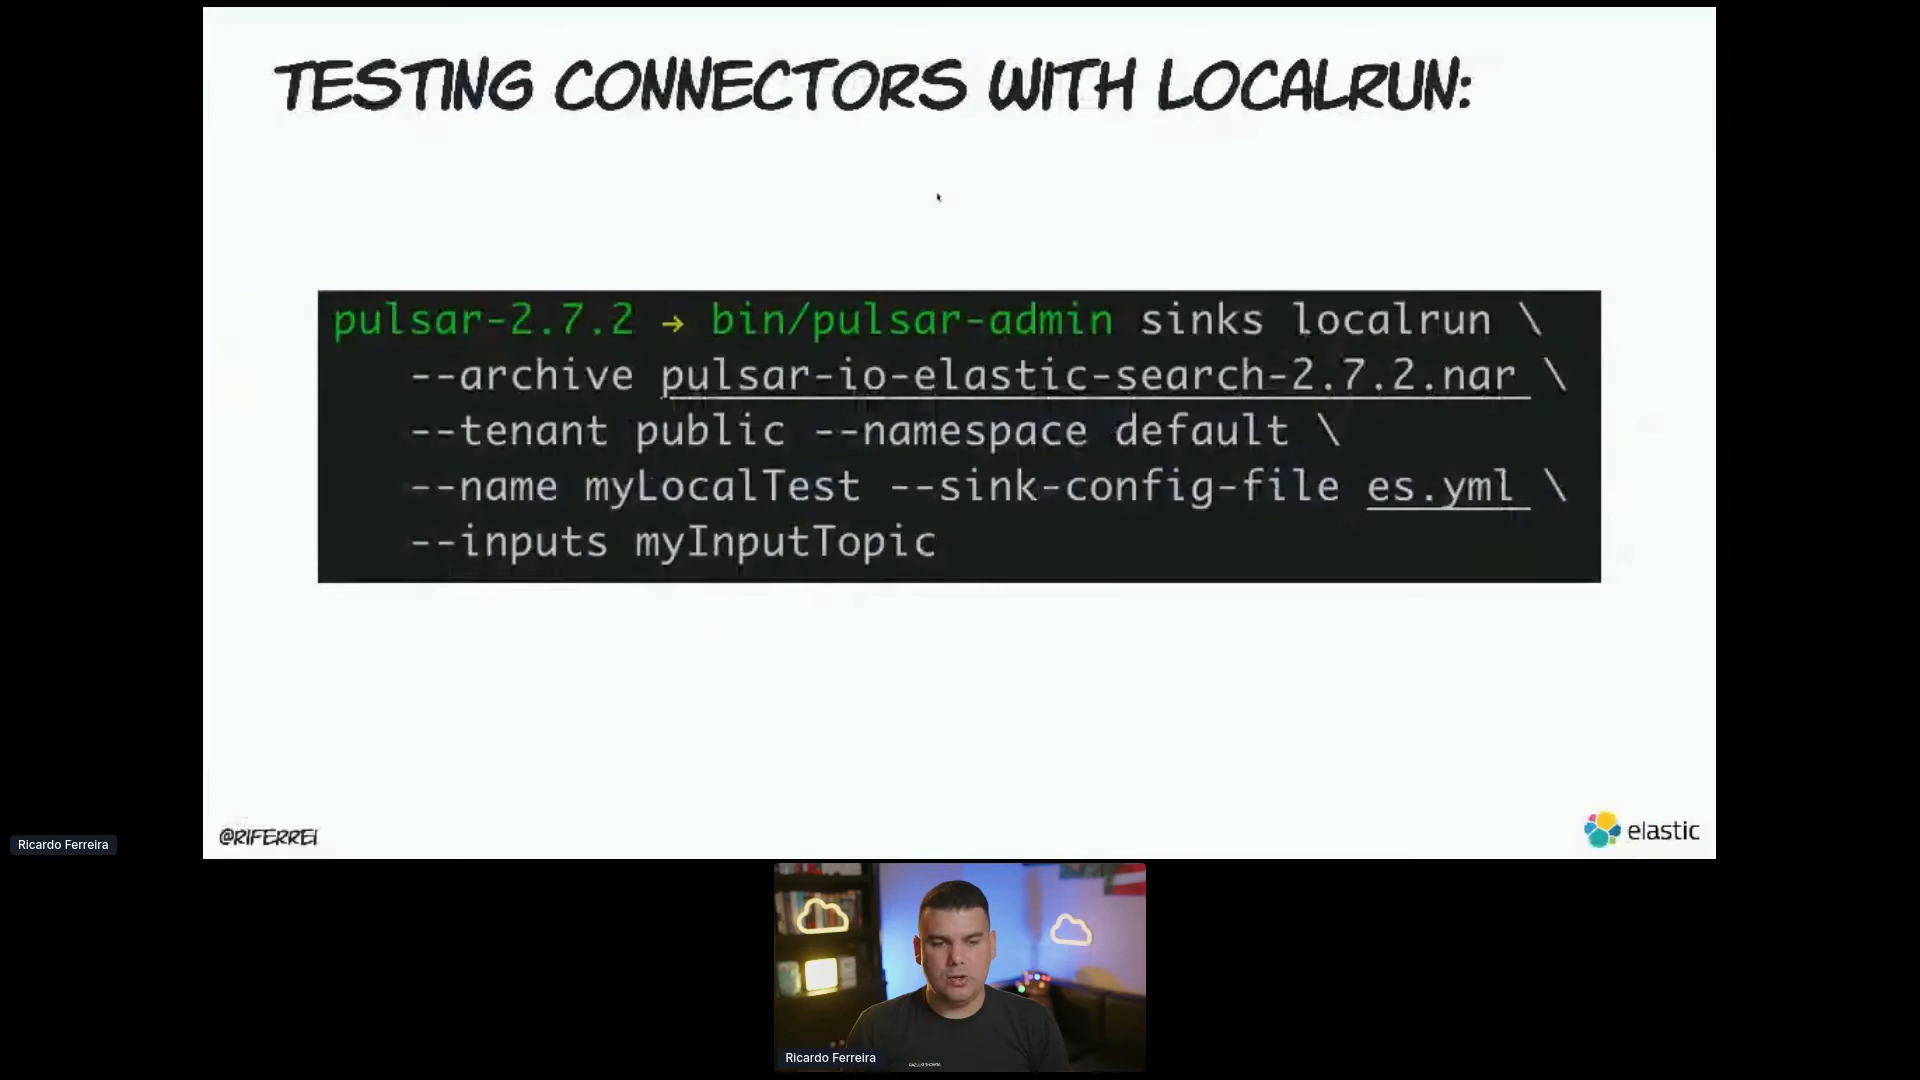 TESTING CONNECTORS WITH LOCALRUN:
pulsar-2.7.2 → bin/pulsar-admin sinks localrun \
--archive pulsar-io-elastic-search-2.7.2.nar \
--tenant public --namespace default \
--name myLocalTest --sink-config-file es.yml \
--inputs myInputTopic
@RIFERREI
elastic
Ricardo Ferreira
Ricardo Ferreira